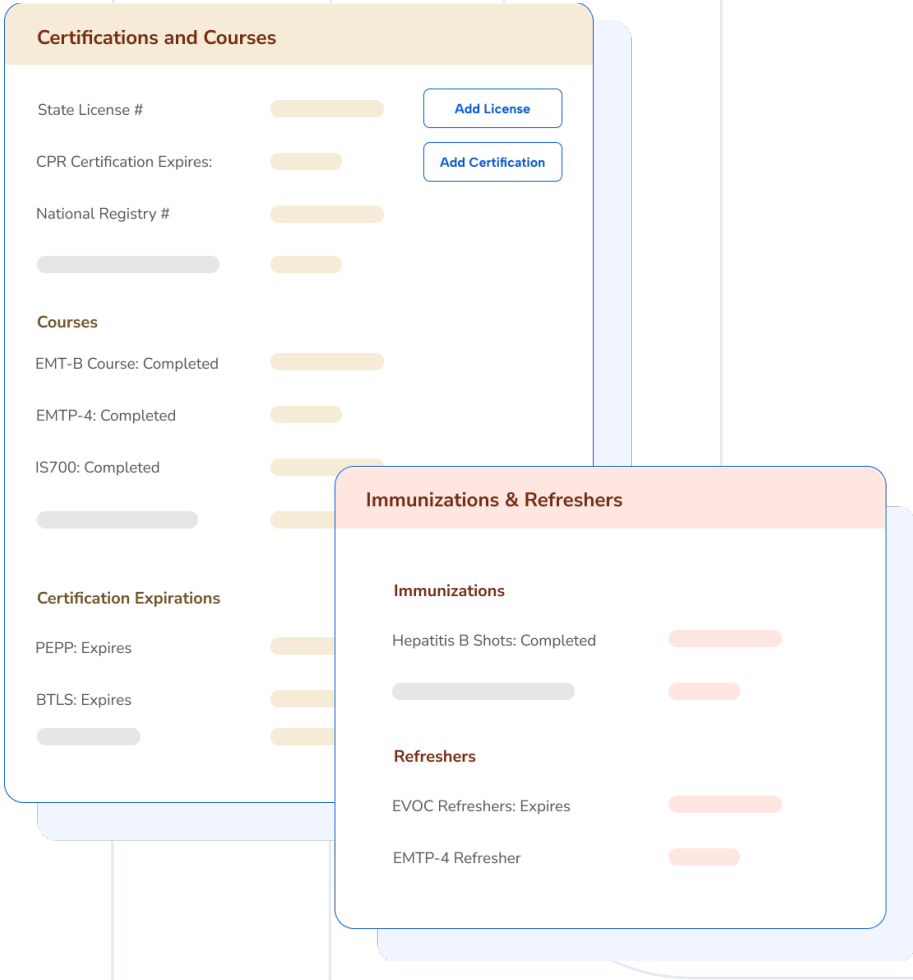 Certifications and Courses
State License #
Add License
CPR Certification Expires:
Add Certification
National Registry #
Courses
EMT-B Course: Completed
EMTP-4: Completed
IS700: Completed
Certification Expirations
PEPP: Expires
BTLS: Expires
Immunizations & Refreshers
Immunizations
Hepatitis B Shots: Completed
Refreshers
EVOC Refreshers: Expires
EMTP-4 Refresher